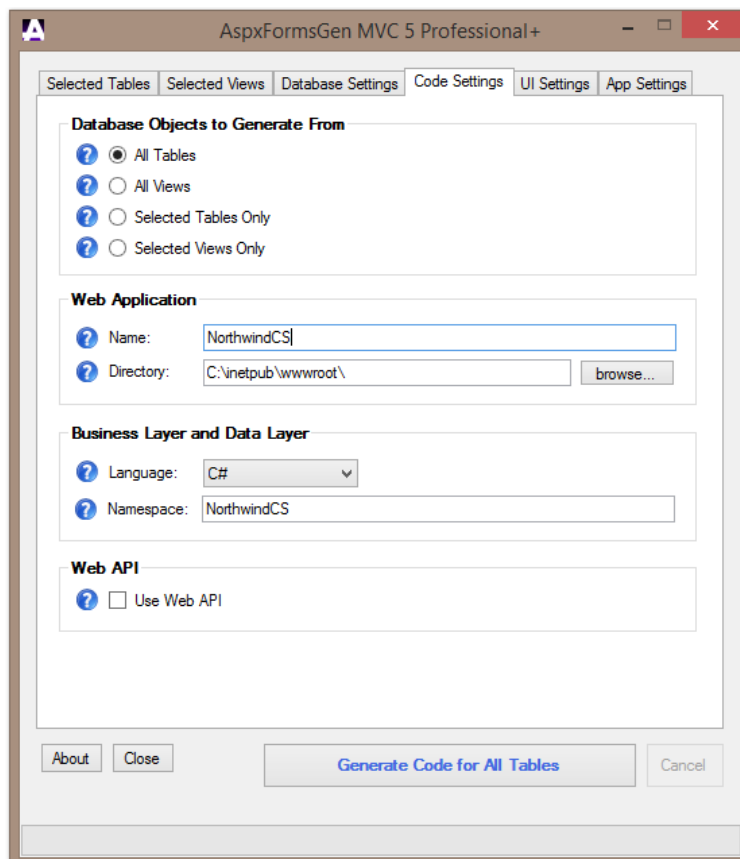 A
AspxFormsGen MVC 5 Professional+
Selected Tables Selected Views Database Settings Code Settings UI Settings App Settings
Database Objects to Generate From
? All Tables
? All Views
? Selected Tables Only
? Selected Views Only
Web Application
? Name: NorthwindCS
? Directory: C:\inetpub\wwwroot\ browse...
Business Layer and Data Layer
? Language: C#
? Namespace: NorthwindCS
Web API
? Use Web API
About Close Generate Code for All Tables Cancel